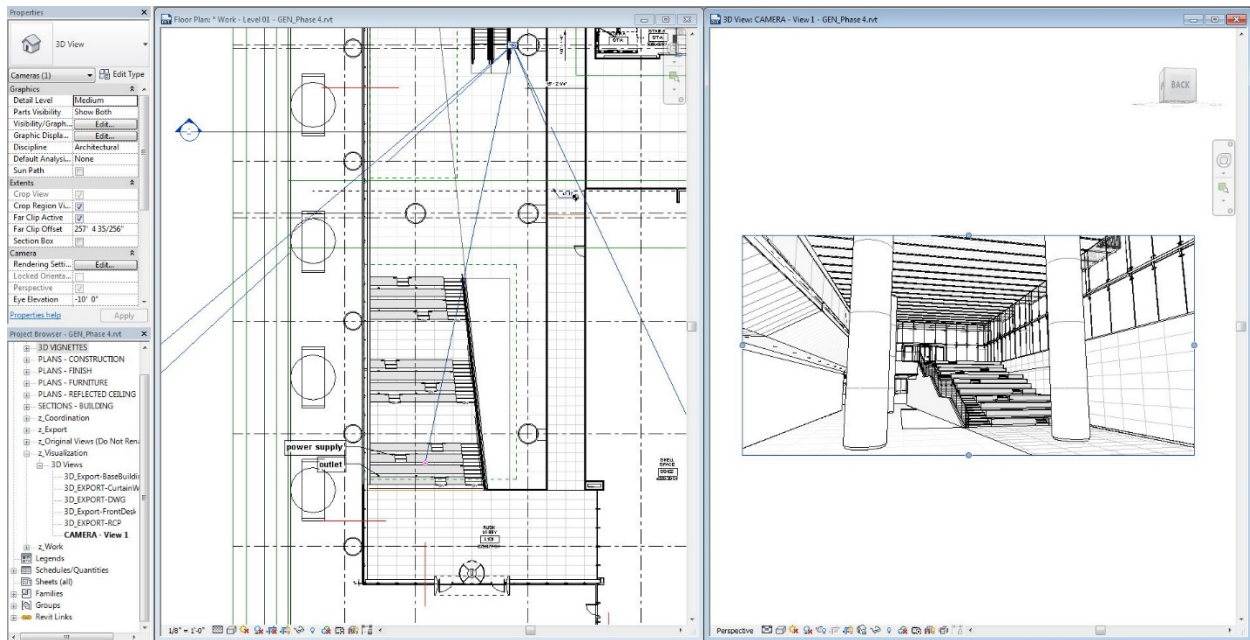 Properties
3D View
Cameras (1)
Edit Type
Graphics
Detail Level Medium
Parts Visibility Show Both
Visibility/Graph... Edit...
Graphic Displa... Edit...
Discipline Architectural
Default Analysi... None
Sun Path
Extents
Crop View
Crop Region Vi...
Far Clip Active
Far Clip Offset 257' 4 35/256"
Section Box
Camera
Rendering Setti... Edit...
Locked Orienta...
Perspective
Eye Elevation -10' 0"
Properties help
Apply
Project Browser - GEN_Phase 4.rvt
3D VIGNETTES
PLANS - CONSTRUCTION
PLANS - FINISH
PLANS - FURNITURE
PLANS - REFLECTED CEILING
SECTIONS - BUILDING
z_Coordination
z_Export
z_Original Views (Do Not Rena
z_Visualization
3D Views
3D_Export-BaseBuildin
3D_EXPORT-CurtainW
3D_EXPORT-DWG
3D_EXPORT-FrontDesk
3D_EXPORT-RCP
CAMERA - View 1
z_Work
Legends
Schedules/Quantities
Sheets (all)
Families
Groups
Revit Links
Floor Plan: * Work - Level 01 - GEN_Phase 4.rvt
power supply
outlet
SHELL
SPACE
LOBBY
1/8" = 1'-0"
3D View: CAMERA - View 1 - GEN_Phase 4.rvt
BACK
Perspective